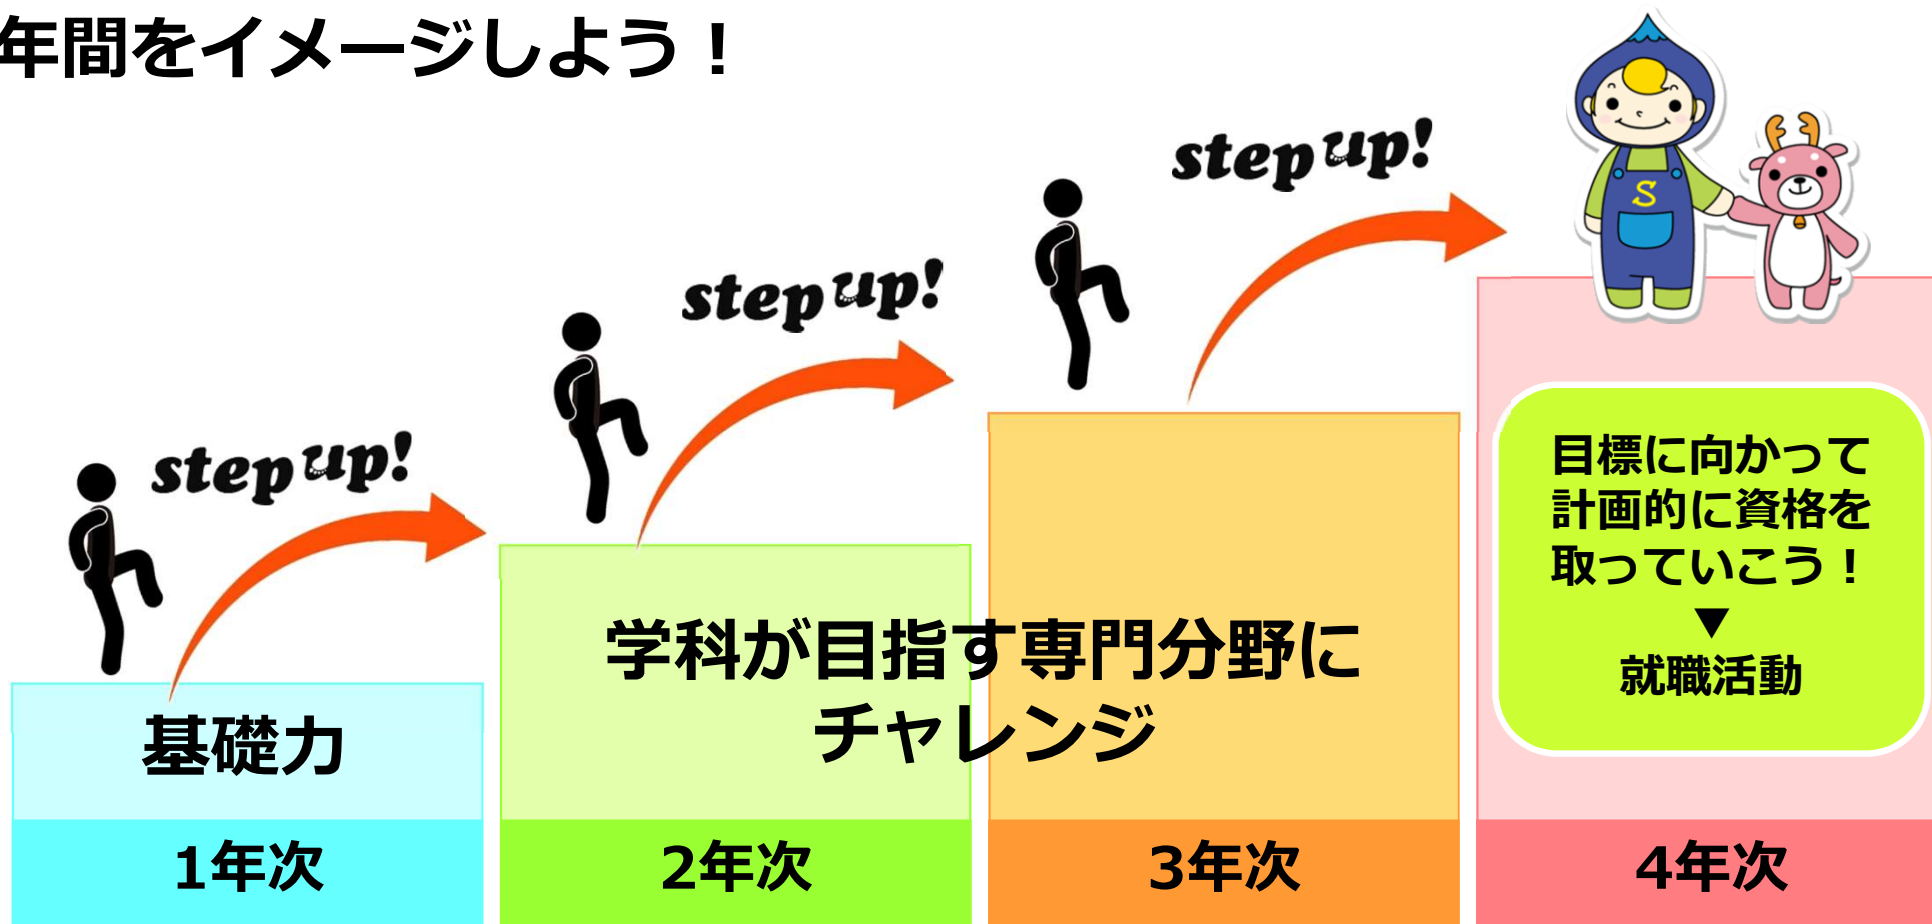 年間をイメージしよう！
step up!
step up!
step up!
S
目標に向かって
計画的に資格を
取っていこう！
▼
就職活動
学科が目指す専門分野に
チャレンジ
基礎力
1年次
2年次
3年次
4年次